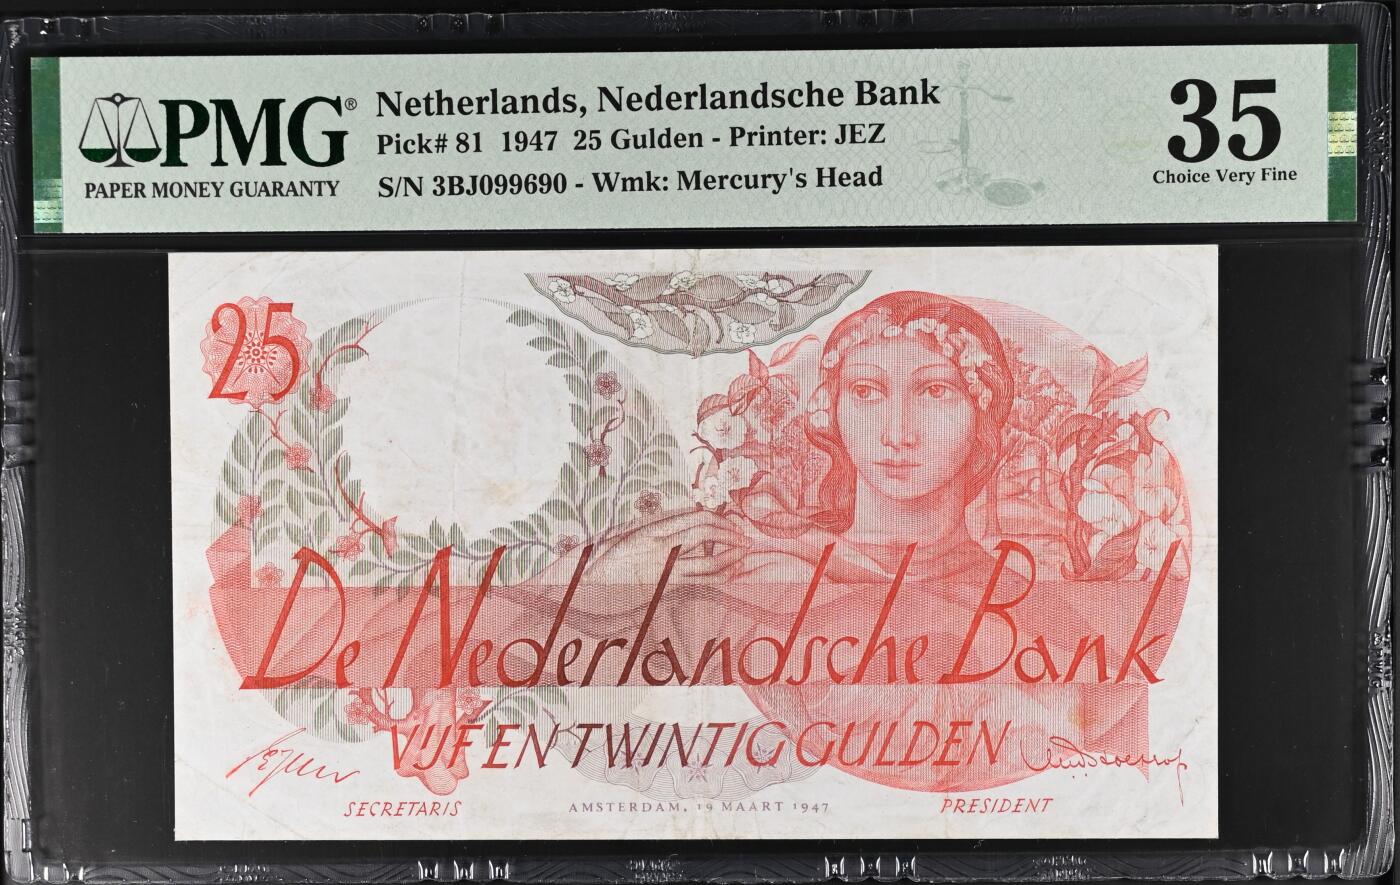 PMG®
PAPER MONEY GUARANTY
Netherlands, Nederlandsche Bank
Pick# 81 1947 25 Gulden - Printer: JEZ
S/N 3BJ099690 - Wmk: Mercury's Head
35
Choice Very Fine
25
De Nederlandsche Bank
VIJF EN TWINTIG GULDEN
SECRETARIS
AMSTERDAM, 19 MAART 1947
PRESIDENT